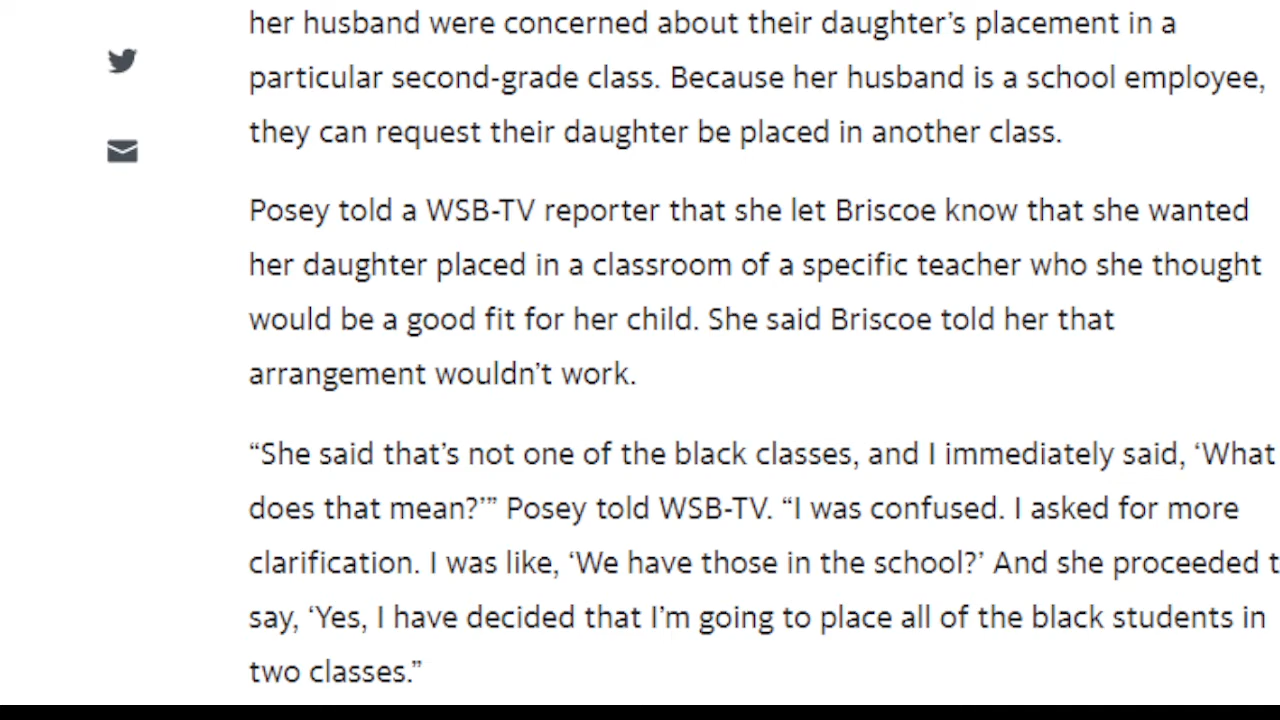 her husband were concerned about their daughter’s placement in a
particular second-grade class. Because her husband is a school employee,
they can request their daughter be placed in another class.
Posey told a WSB-TV reporter that she let Briscoe know that she wanted
her daughter placed in a classroom of a specific teacher who she thought
would be a good fit for her child. She said Briscoe told her that
arrangement wouldn’t work.
“She said that’s not one of the black classes, and I immediately said, ‘What
does that mean?’” Posey told WSB-TV. “I was confused. I asked for more
clarification. I was like, ‘We have those in the school?’ And she proceeded t
say, ‘Yes, I have decided that I’m going to place all of the black students in
two classes.”